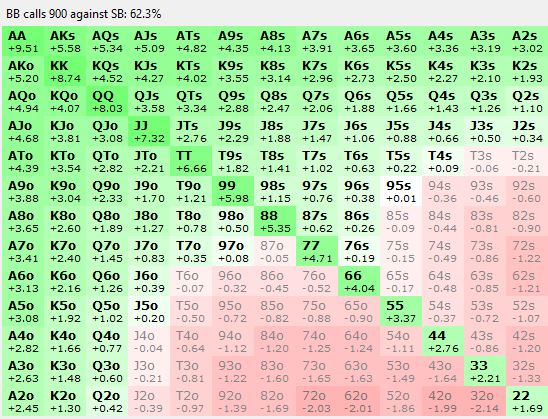 BB calls 900 against SB: 62.3%
AA AKs AQs AJs ATs A9s A8s A7s A6s A5s A4s A3s A2s
+9.51 +5.58 +5.34 +5.09 +4.82 +4.35 +4.13 +3.91 +3.65 +3.60 +3.36 +3.19 +3.02
AKo KK KQs KJs KTs K9s K8s K7s K6s K5s K4s K3s K2s
+5.20 +8.74 +4.52 +4.27 +4.02 +3.55 +3.14 +2.96 +2.73 +2.50 +2.27 +2.10 +1.93
AQo KQo QQ QJs QTs Q9s Q8s Q7s Q6s Q5s Q4s Q3s Q2s
+4.94 +4.07 +8.03 +3.58 +3.34 +2.88 +2.47 +2.06 +1.88 +1.66 +1.43 +1.26 +1.10
AJo KJo QJo JJ JTs J9s J8s J7s J6s J5s J4s J3s J2s
+4.68 +3.81 +3.08 +7.32 +2.76 +2.29 +1.88 +1.47 +1.06 +0.88 +0.66 +0.50 +0.34
ATo KTo QTo JTo TT T9s T8s T7s T6s T5s T4s T3s T2s
+4.39 +3.54 +2.82 +2.21 +6.66 +1.82 +1.41 +1.02 +0.63 +0.22 +0.09 -0.06 -0.21
A9o K9o Q9o J9o T9o 99 98s 97s 96s 95s 94s 93s 92s
+3.88 +3.04 +2.33 +1.70 +1.21 +5.98 +1.15 +0.76 +0.38 +0.01 -0.36 -0.46 -0.60
A8o K8o Q8o J8o T8o 98o 88 87s 86s 85s 84s 83s 82s
+3.65 +2.60 +1.89 +1.27 +0.78 +0.50 +5.35 +0.62 +0.26 -0.09 -0.44 -0.81 -0.90
A7o K7o Q7o J7o T7o 97o 87o 77 76s 75s 74s 73s 72s
+3.41 +2.40 +1.45 +0.83 +0.35 +0.08 -0.05 +4.71 +0.19 -0.15 -0.49 -0.86 -1.22
A6o K6o Q6o J6o T6o 96o 86o 76o 66 65s 64s 63s 62s
+3.13 +2.16 +1.26 +0.39 -0.07 -0.32 -0.45 -0.52 +4.04 -0.17 -0.48 -0.85 -1.21
A5o K5o Q5o J5o T5o 95o 85o 75o 65o 55 54s 53s 52s
+3.08 +1.92 +1.02 +0.20 -0.50 -0.72 -0.82 -0.88 -0.90 +3.37 -0.37 -0.72 -1.07
A4o K4o Q4o J4o T4o 94o 84o 74o 64o 54o 44 43s 42s
+2.82 +1.66 +0.77 -0.04 -0.64 -1.12 -1.20 -1.25 -1.24 -1.11 +2.76 -0.86 -1.20
A3o K3o Q3o J3o T3o 93o 83o 73o 63o 53o 43o 33 32s
+2.63 +1.48 +0.60 -0.21 -0.81 -1.22 -1.60 -1.65 -1.63 -1.49 -1.64 +2.21 -1.33
A2o K2o Q2o J2o T2o 92o 82o 72o 62o 52o 42o 32o 22
+2.45 +1.30 +0.42 -0.39 -0.97 -1.39 -1.69 -2.03 -2.01 -1.86 -1.99 -2.14 +1.69